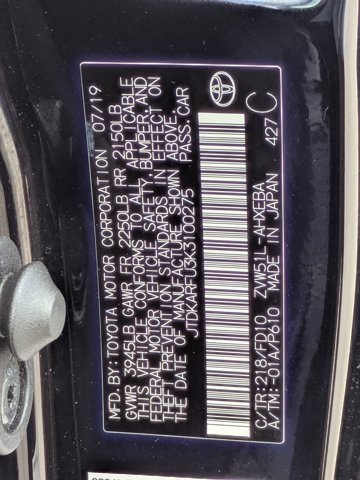 MFD.BY:TOYOTA MOTOR CORPORATION 07/19
GVWR 3945LB GAWR FR 2250LB RR 2150LB
THIS VEHICLE CONFORMS TO ALL APPLICABLE
FEDERAL MOTOR VEHICLE SAFETY, BUMPER, AND
THEFT PREVENTION STANDARDS IN EFFECT ON
THE DATE OF MANUFACTURE SHOWN ABOVE.
JTDKARFU3K3100275 PASS.CAR
C/TR:218/FD10 ZVW51L-AHXEBA
A/TM:-01A/P610 MADE IN JAPAN 427
C